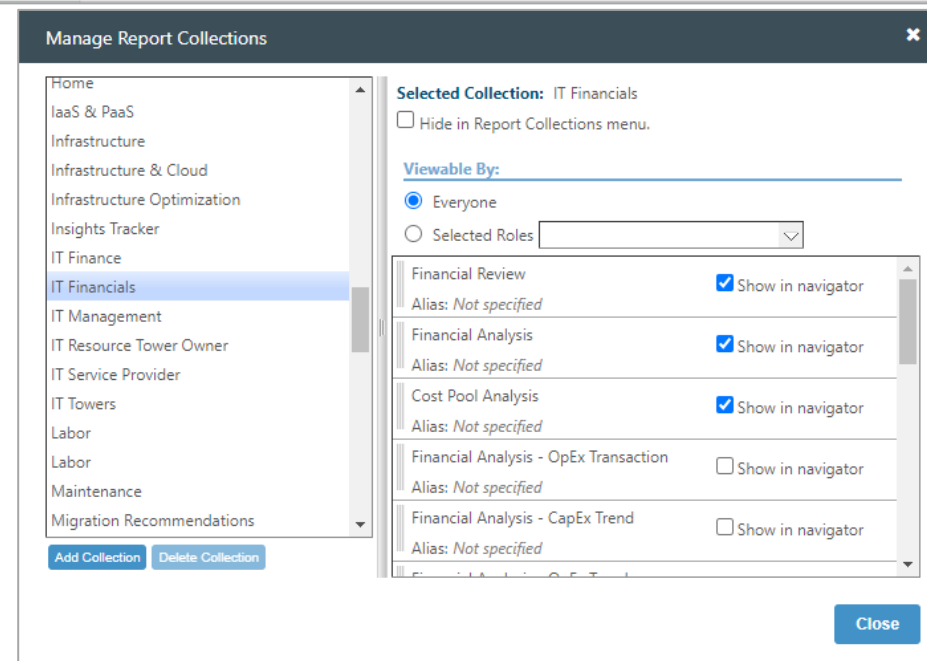 Manage Report Collections
Home
IaaS & PaaS
Infrastructure
Infrastructure & Cloud
Infrastructure Optimization
Insights Tracker
IT Finance
IT Financials
IT Management
IT Resource Tower Owner
IT Service Provider
IT Towers
Labor
Labor
Maintenance
Migration Recommendations
Add Collection Delete Collection
Selected Collection: IT Financials
Hide in Report Collections menu.
Viewable By:
Everyone
Selected Roles
Financial Review
Show in navigator
Alias: Not specified
Financial Analysis
Show in navigator
Alias: Not specified
Cost Pool Analysis
Show in navigator
Alias: Not specified
Financial Analysis - OpEx Transaction
Show in navigator
Alias: Not specified
Financial Analysis - CapEx Trend
Show in navigator
Alias: Not specified
Close